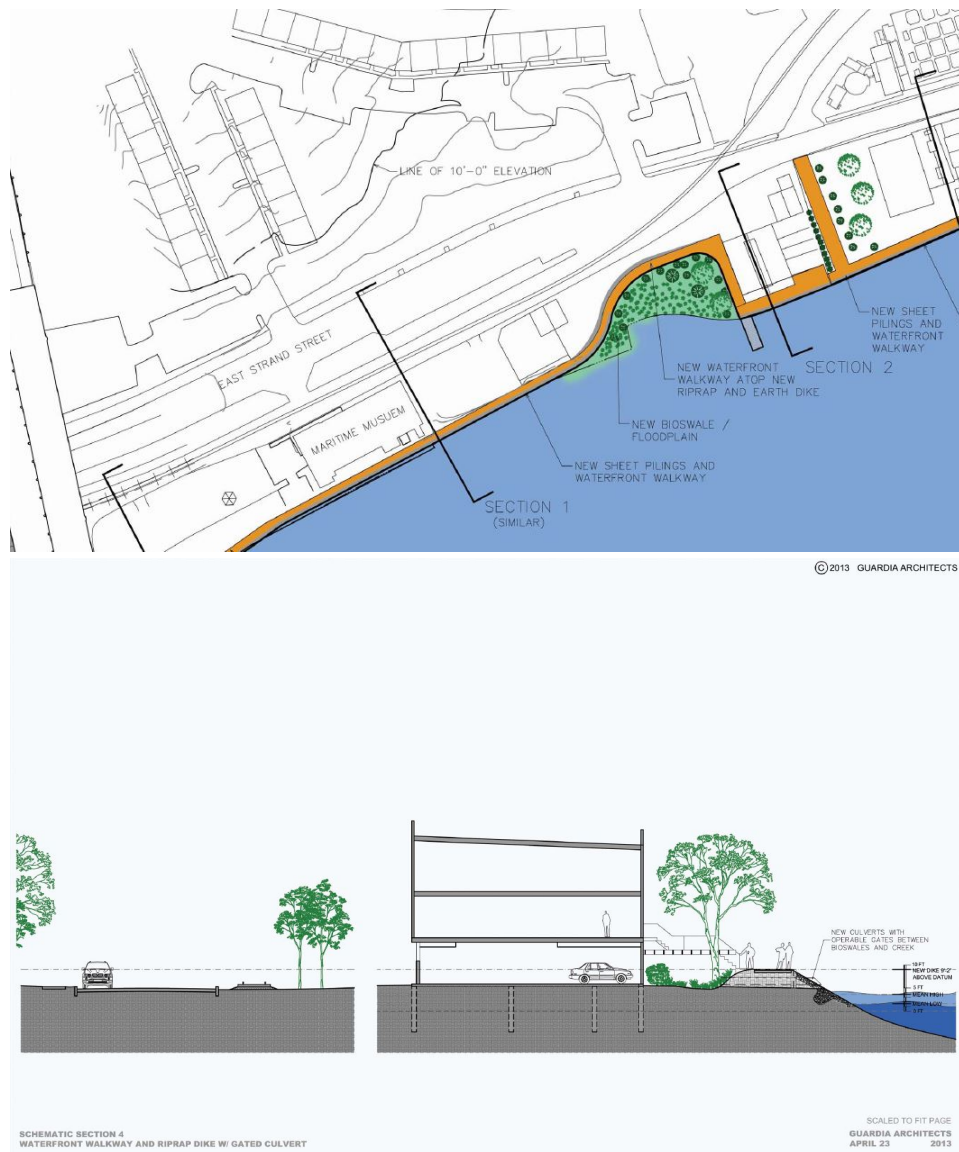 LINE OF 10'-0" ELEVATION
EAST STRAND STREET
MARITIME MUSUEM
NEW SHEET
PILINGS AND
WATERFRONT
WALKWAY
SECTION 2
NEW WATERFRONT
WALKWAY ATOP NEW
RIPRAP AND EARTH DIKE
NEW BIOSWALE /
FLOODPLAIN
NEW SHEET PILINGS AND
WATERFRONT WALKWAY
SECTION 1
(SIMILAR)
© 2013 GUARDIA ARCHITECTS
NEW CULVERTS WITH
OPERABLE GATES BETWEEN
BIOSWALES AND CREEK
NEW DIKE 9'-2"
ABOVE DATUM
5 FT
MEAN HIGH
MEAN LOW
0 FT
SCALED TO FIT PAGE
SCHEMATIC SECTION 4
WATERFRONT WALKWAY AND RIPRAP DIKE W/ GATED CULVERT
GUARDIA ARCHITECTS
APRIL 23 2013